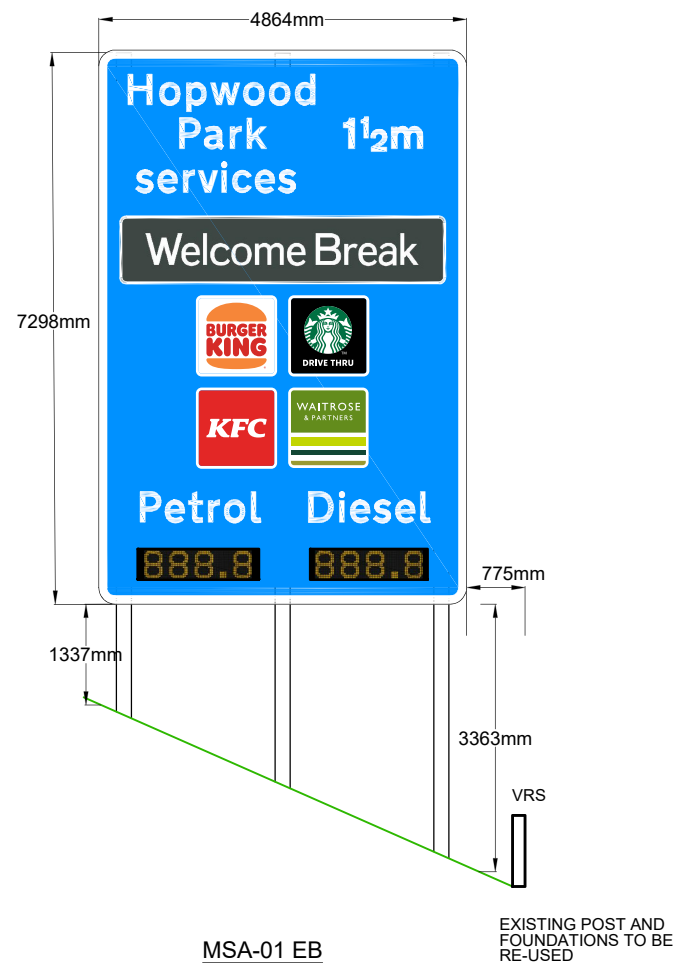 4864mm
Hopwood
Park 1½m
services
Welcome Break
7298mm
BURGER
KING
DRIVE THRU
TM
KFC
WAITROSE
& PARTNERS
Petrol Diesel
888.8 888.8
775mm
1337mm
3363mm
VRS
MSA-01 EB
EXISTING POST AND
FOUNDATIONS TO BE
RE-USED